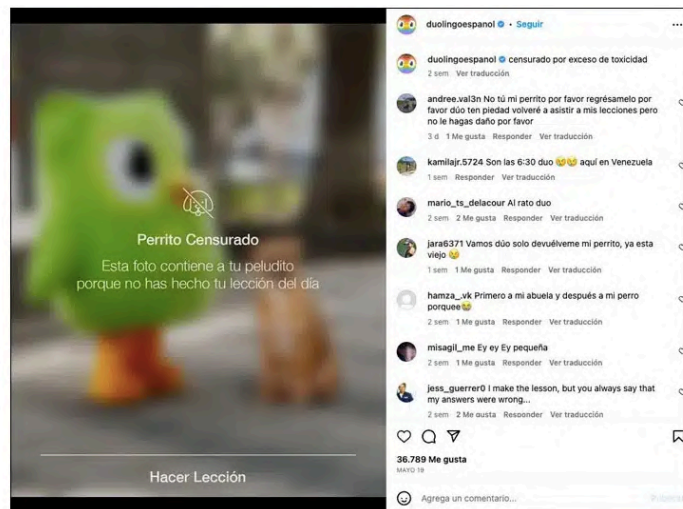 Perrito Censurado
Esta foto contiene a tu peludito
porque no has hecho tu lección del día
Hacer Lección
duolingoespanol • Seguir
duolingoespanol censurado por exceso de toxicidad
2 sem Ver traducción
andree.val3n No tú mi perrito por favor regrésamelo por
favor dúo ten piedad volveré a asistir a mis lecciones pero
no le hagas daño por favor
3 d 1 Me gusta Responder Ver traducción
kamilajr.5724 Son las 6:30 duo 😢😢 aquí en Venezuela
1 sem Responder Ver traducción
mario_ts_delacour Al rato duo
2 sem 2 Me gusta Responder Ver traducción
jara6371 Vamos dúo solo devuélveme mi perrito, ya esta
viejo 😢
1 sem 1 Me gusta Responder Ver traducción
hamza_.vk Primero a mi abuela y después a mi perro
porquee😢
2 sem 1 Me gusta Responder Ver traducción
misagil_me Ey ey Ey pequeña
2 sem 1 Me gusta Responder Ver traducción
jess_guerrer0 I make the lesson, but you always say that
my answers were wrong...
2 sem 2 Me gusta Responder Ver traducción
36.789 Me gusta
MAYO 19
Agrega un comentario...
Publicar